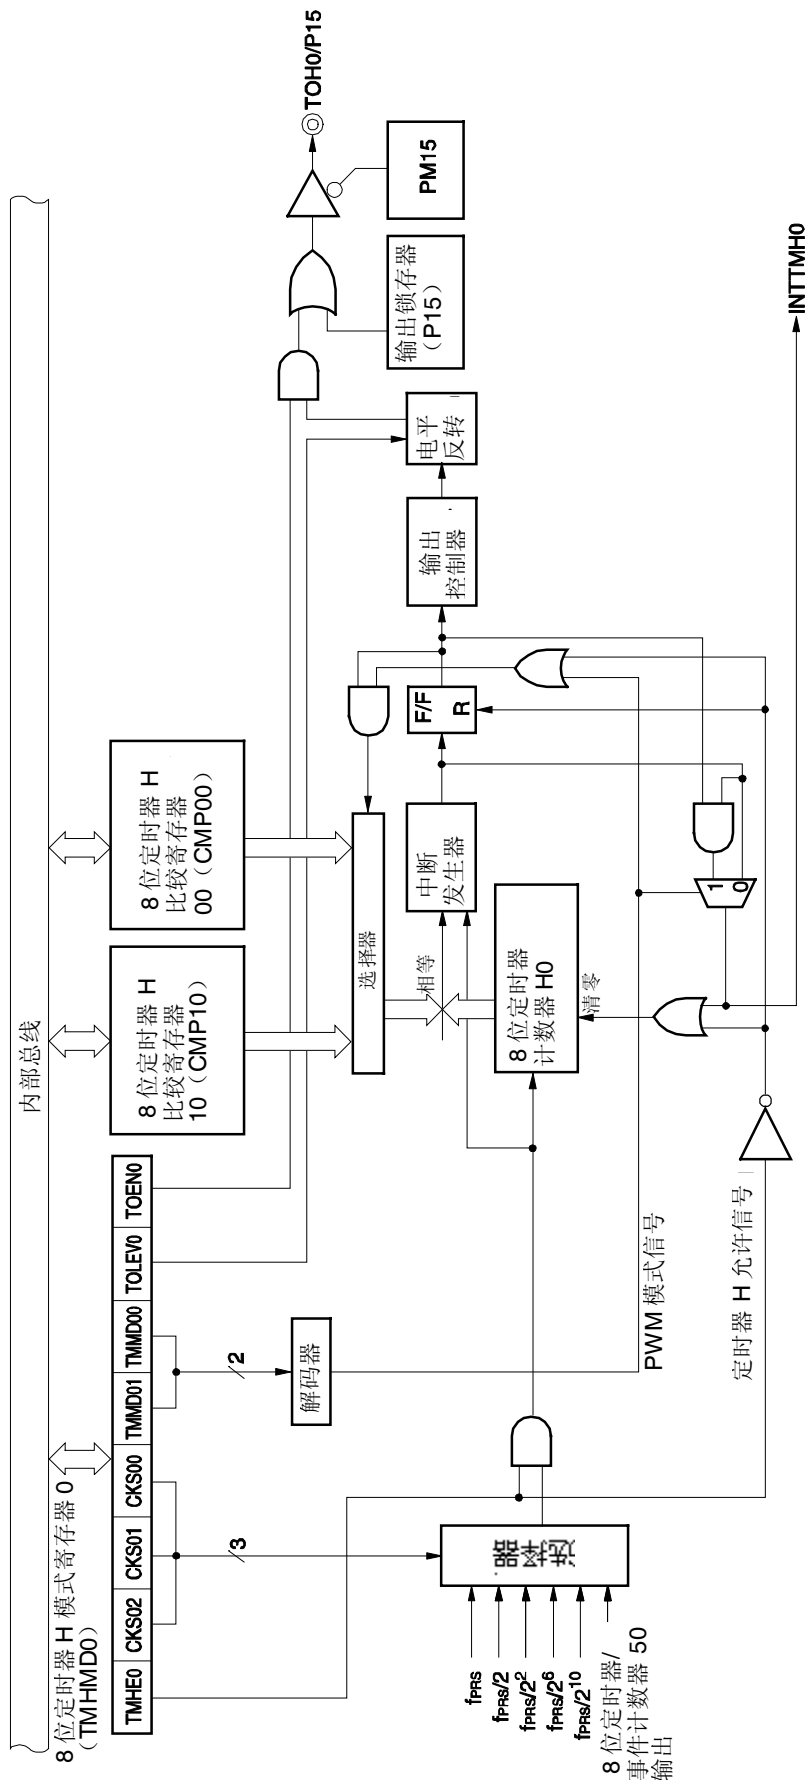 内部总线
8 位定时器 H 模式寄存器 0
(TMHMD0)
TMHE0
CKS02
CKS01
CKS00
TMMD01
TMMD00
TOLEV0
TOEN0
8 位定时器 H
比较寄存器
10（CMP10）
8 位定时器 H
比较寄存器
00（CMP00）
3
2
解码器
选择器
相等
中断
发生器
F/F
R
输出
控制器
电平
反转
输出锁存器
（P15）
PM15
TOH0/P15
选择器
fPRS
fPRS/2
fPRS/2²
fPRS/2⁶
fPRS/2¹⁰
8 位定时器/
事件计数器 50
输出
8 位定时器
计数器 H0
清零
1
0
PWM 模式信号
定时器 H 允许信号
INTTMH0